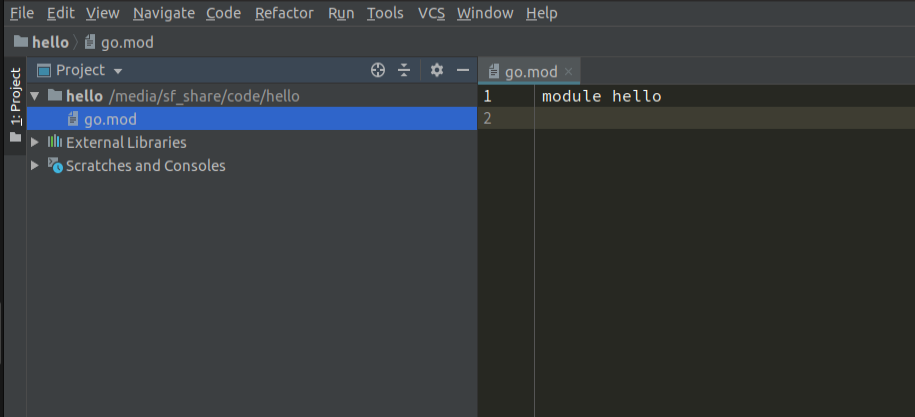 File Edit View Navigate Code Refactor Run Tools VCS Window Help
hello go.mod
1: Project
Project
go.mod
hello /media/sf_share/code/hello
go.mod
External Libraries
Scratches and Consoles
1 module hello
2